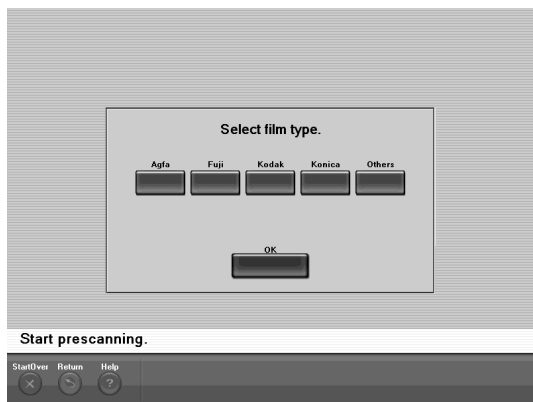 Select film type.
Agfa Fuji Kodak Konica Others
OK
Start prescanning.
StartOver Return Help
?